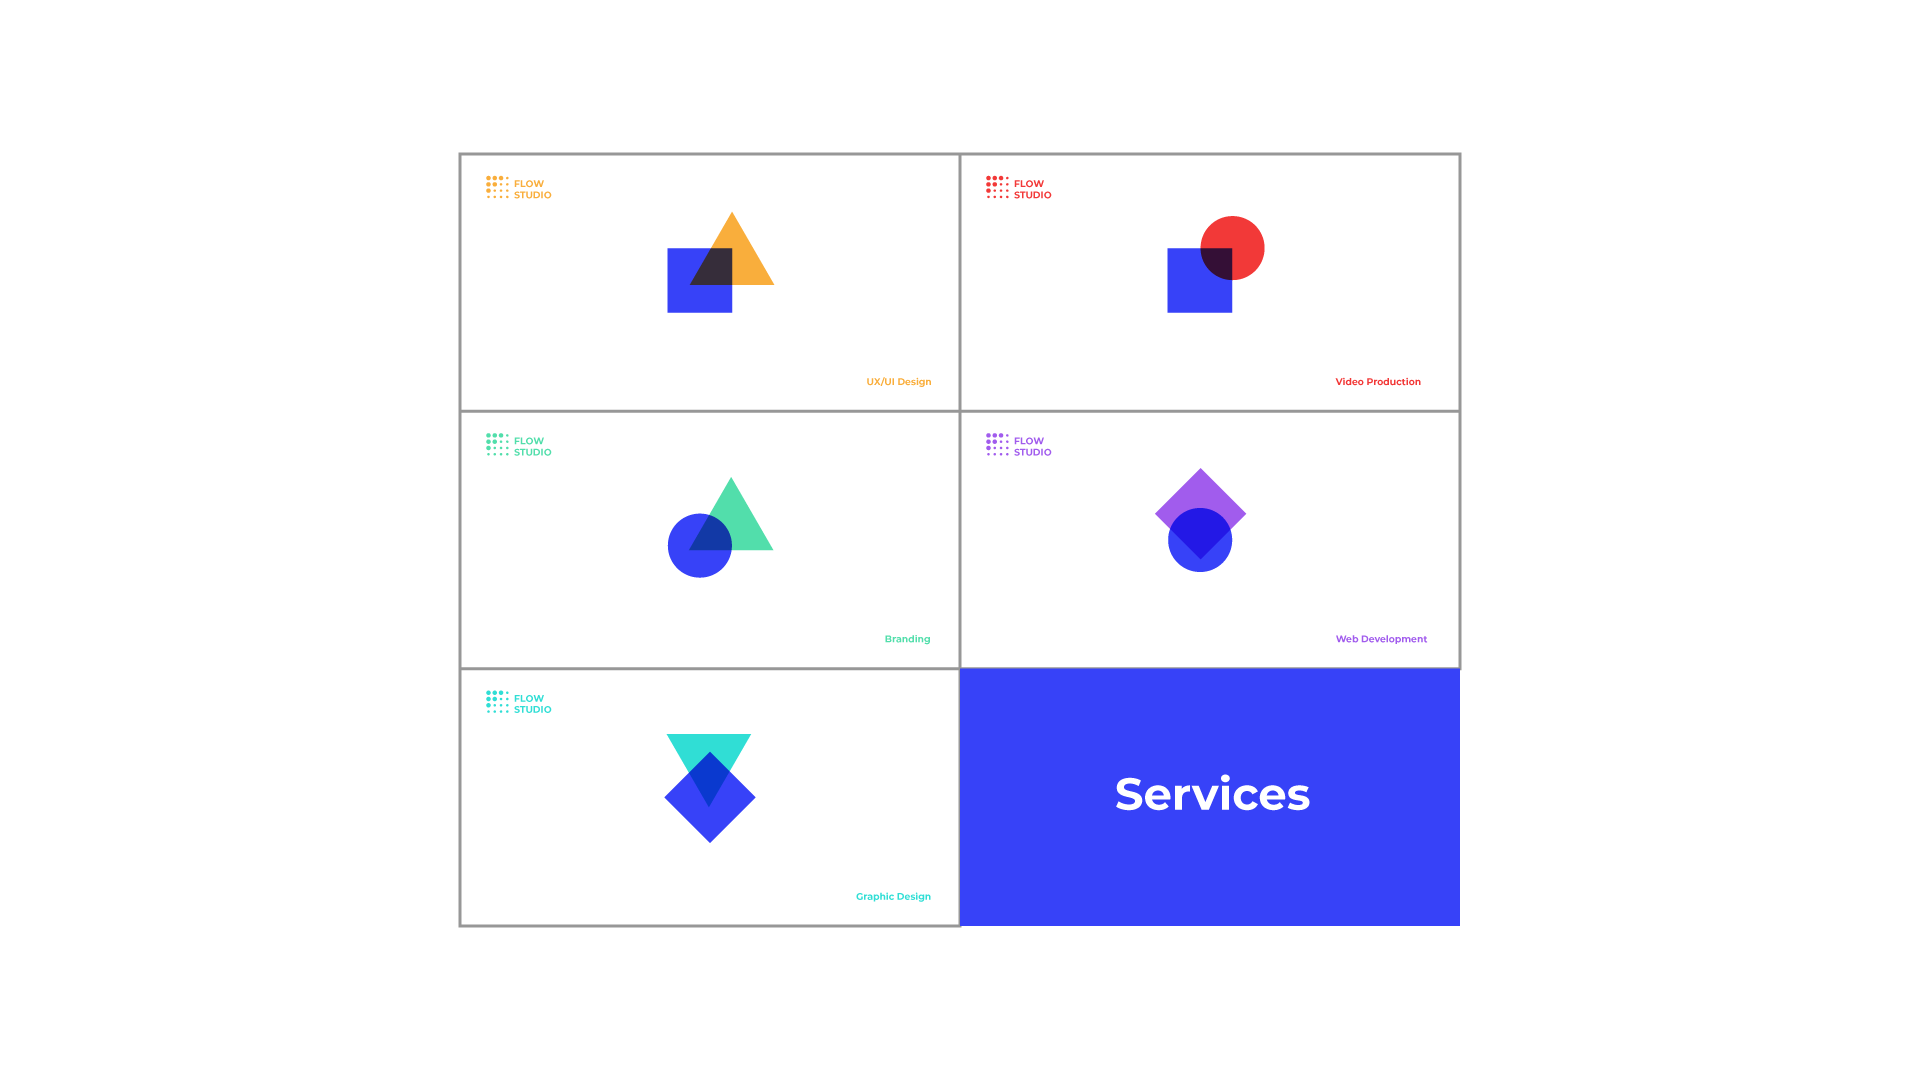 FLOW
STUDIO
UX/UI Design
FLOW
STUDIO
Video Production
FLOW
STUDIO
Branding
FLOW
STUDIO
Web Development
FLOW
STUDIO
Graphic Design
Services